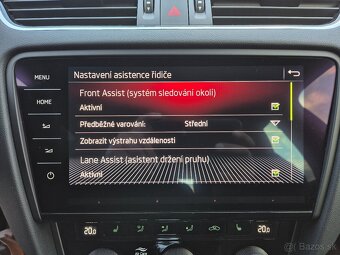 Nastavení asistence řidiče
MENU
Front Assist (systém sledování okolí)
Aktivní
HOME
Předběžné varování: Střední
Zobrazit výstrahu vzdálenosti
Lane Assist (asistent držení pruhu)
Aktivní
20.0
20.0
bazos.sk